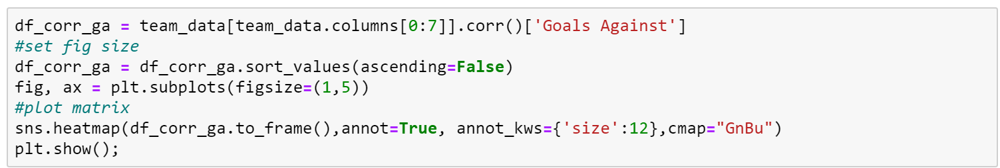 df_corr_ga = team_data[team_data.columns[0:7]].corr()['Goals Against']
#set fig size
df_corr_ga = df_corr_ga.sort_values(ascending=False)
fig, ax = plt.subplots(figsize=(1,5))
#plot matrix
sns.heatmap(df_corr_ga.to_frame(),annot=True, annot_kws={'size':12},cmap="GnBu")
plt.show();